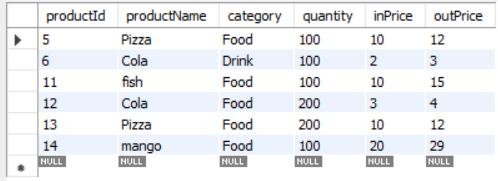 productId productName category quantity inPrice outPrice
5 Pizza Food 100 10 12
6 Cola Drink 100 2 3
11 fish Food 100 10 15
12 Cola Food 200 3 4
13 Pizza Food 200 10 12
14 mango Food 100 20 29
NULL NULL NULL NULL NULL NULL